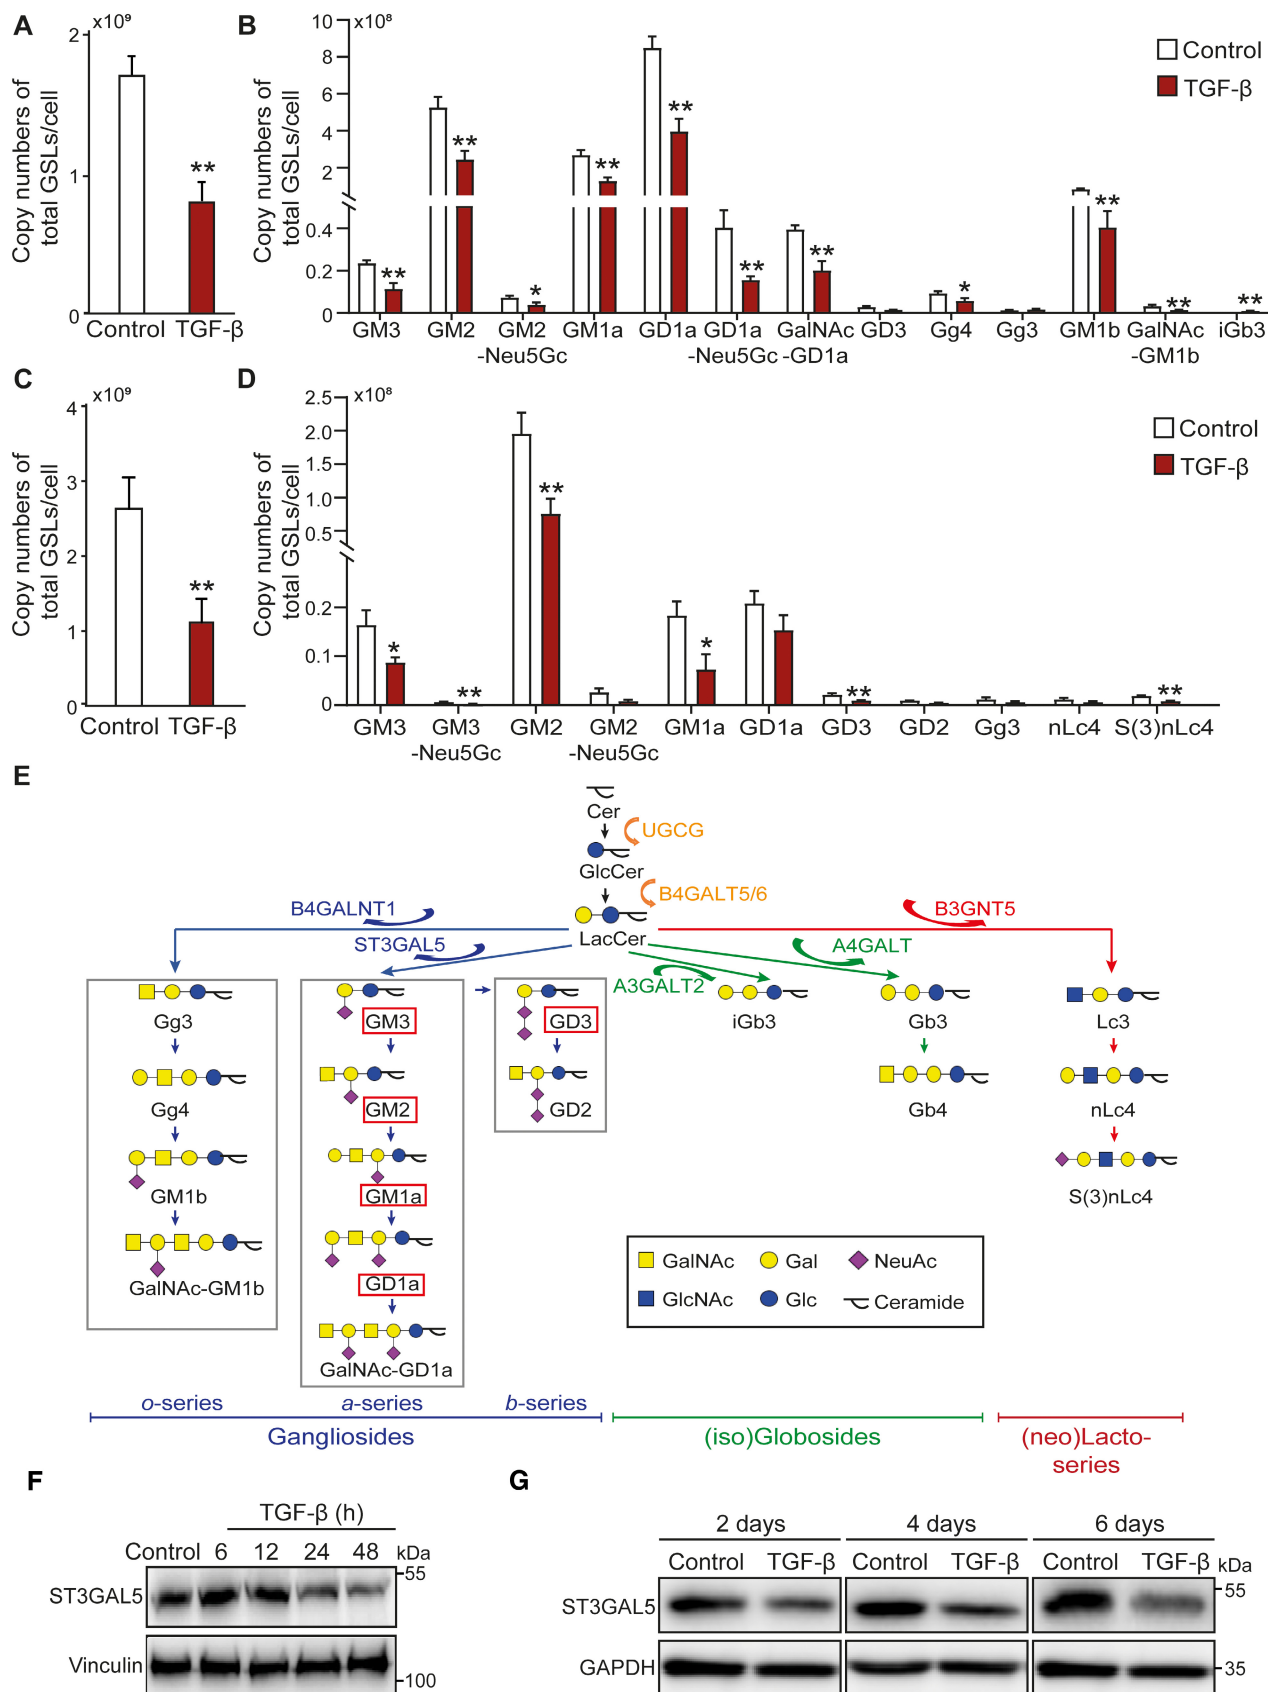 A
x10⁹
Copy numbers of
total GSLs/cell
2
1
0
**
Control TGF-β
B
x10⁸
Copy numbers of
total GSLs/cell
10
8
6
4
2
0.4
0.2
0
** ** * ** ** ** ** * ** ** **
Control
TGF-β
GM3 GM2 GM2 GM1a GD1a GD1a GalNAc GD3 Gg4 Gg3 GM1b GalNAc iGb3
-Neu5Gc -Neu5Gc -GD1a -GM1b
C
x10⁹
Copy numbers of
total GSLs/cell
4
3
2
1
0
**
Control TGF-β
D
x10⁸
Copy numbers of
total GSLs/cell
2.5
2.0
1.5
1.0
0.5
0.2
0.1
0
* ** ** * ** **
Control
TGF-β
GM3 GM3 GM2 GM2 GM1a GD1a GD3 GD2 Gg3 nLc4 S(3)nLc4
-Neu5Gc -Neu5Gc
E
Cer
UGCG
GlcCer
B4GALT5/6
LacCer
B4GALNT1
ST3GAL5
A3GALT2
A4GALT
B3GNT5
Gg3
GM3
GD3
iGb3
Gb3
Lc3
Gg4
GM2
GD2
Gb4
nLc4
GM1b
GM1a
S(3)nLc4
GalNAc-GM1b
GD1a
GalNAc-GD1a
GalNAc Gal NeuAc
GlcNAc Glc Ceramide
o-series a-series b-series
Gangliosides
(iso)Globosides
(neo)Lacto-
series
F
TGF-β (h)
Control 6 12 24 48 kDa
55
ST3GAL5
Vinculin
100
G
2 days 4 days 6 days
Control TGF-β Control TGF-β Control TGF-β kDa
55
ST3GAL5
GAPDH
35